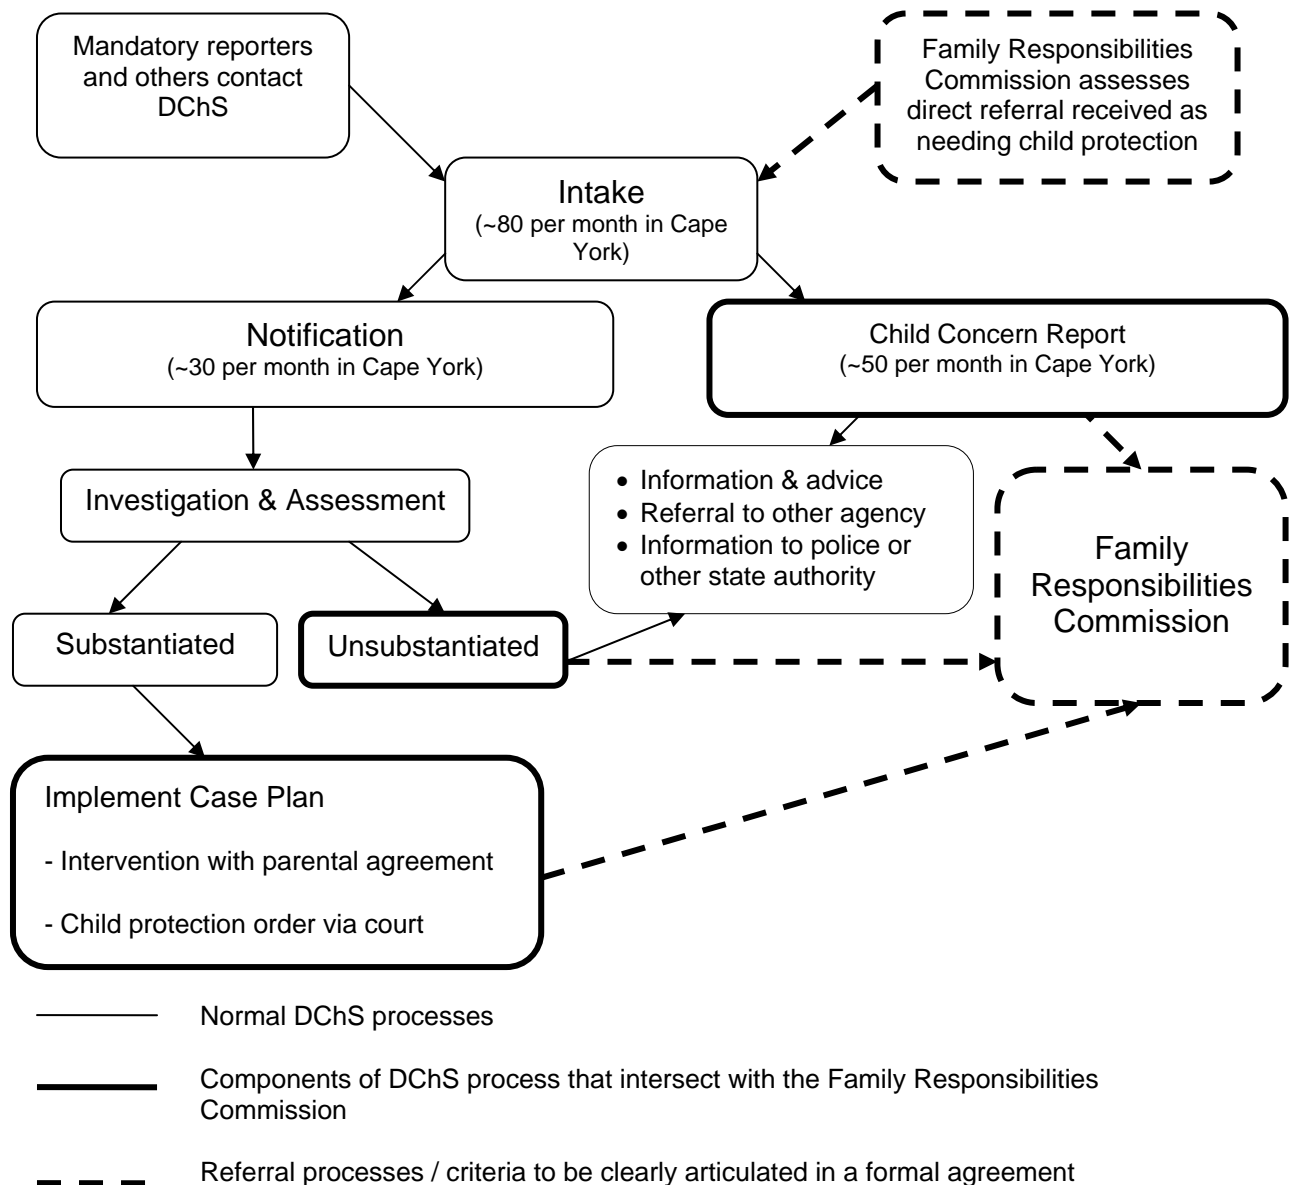 Mandatory reporters
and others contact
DChS
Family Responsibilities
Commission assesses
direct referral received as
needing child protection
Intake
(~80 per month in Cape
York)
Notification
(~30 per month in Cape York)
Child Concern Report
(~50 per month in Cape York)
Investigation & Assessment
• Information & advice
• Referral to other agency
• Information to police or
other state authority
Family
Responsibilities
Commission
Substantiated
Unsubstantiated
Implement Case Plan
- Intervention with parental agreement
- Child protection order via court
Normal DChS processes
Components of DChS process that intersect with the Family Responsibilities
Commission
Referral processes / criteria to be clearly articulated in a formal agreement